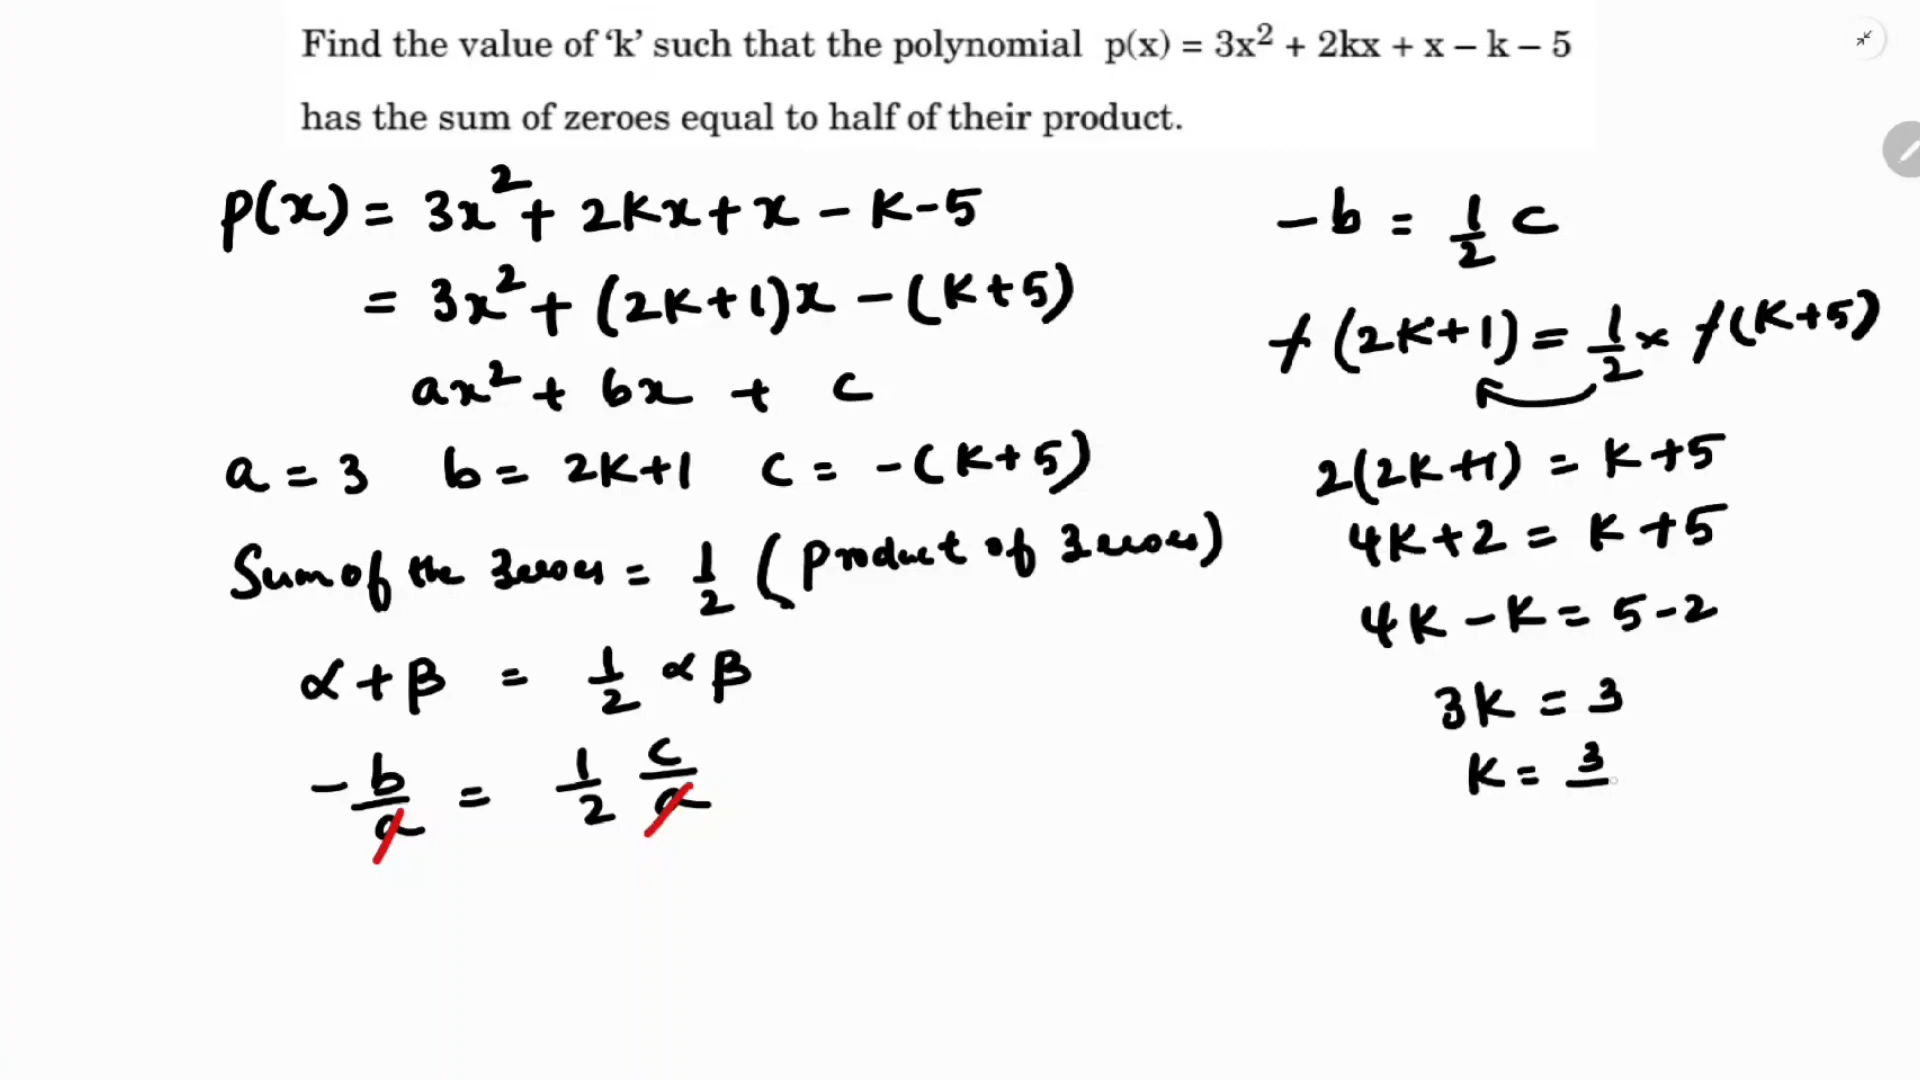 Find the value of ‘k’ such that the polynomial p(x) = 3x² + 2kx + x – k – 5
has the sum of zeroes equal to half of their product.
p(x) = 3x² + 2kx + x - k - 5
= 3x² + (2k+1)x - (k+5)
ax² + bx + c
a = 3 b = 2k+1 c = -(k+5)
Sum of the zeroes = 1/2 (product of zeroes)
α + β = 1/2 αβ
-b/a = 1/2 c/a
-b = 1/2 c
-(2k+1) = 1/2 × -(k+5)
2(2k+1) = k+5
4k+2 = k+5
4k - k = 5-2
3k = 3
k = 3